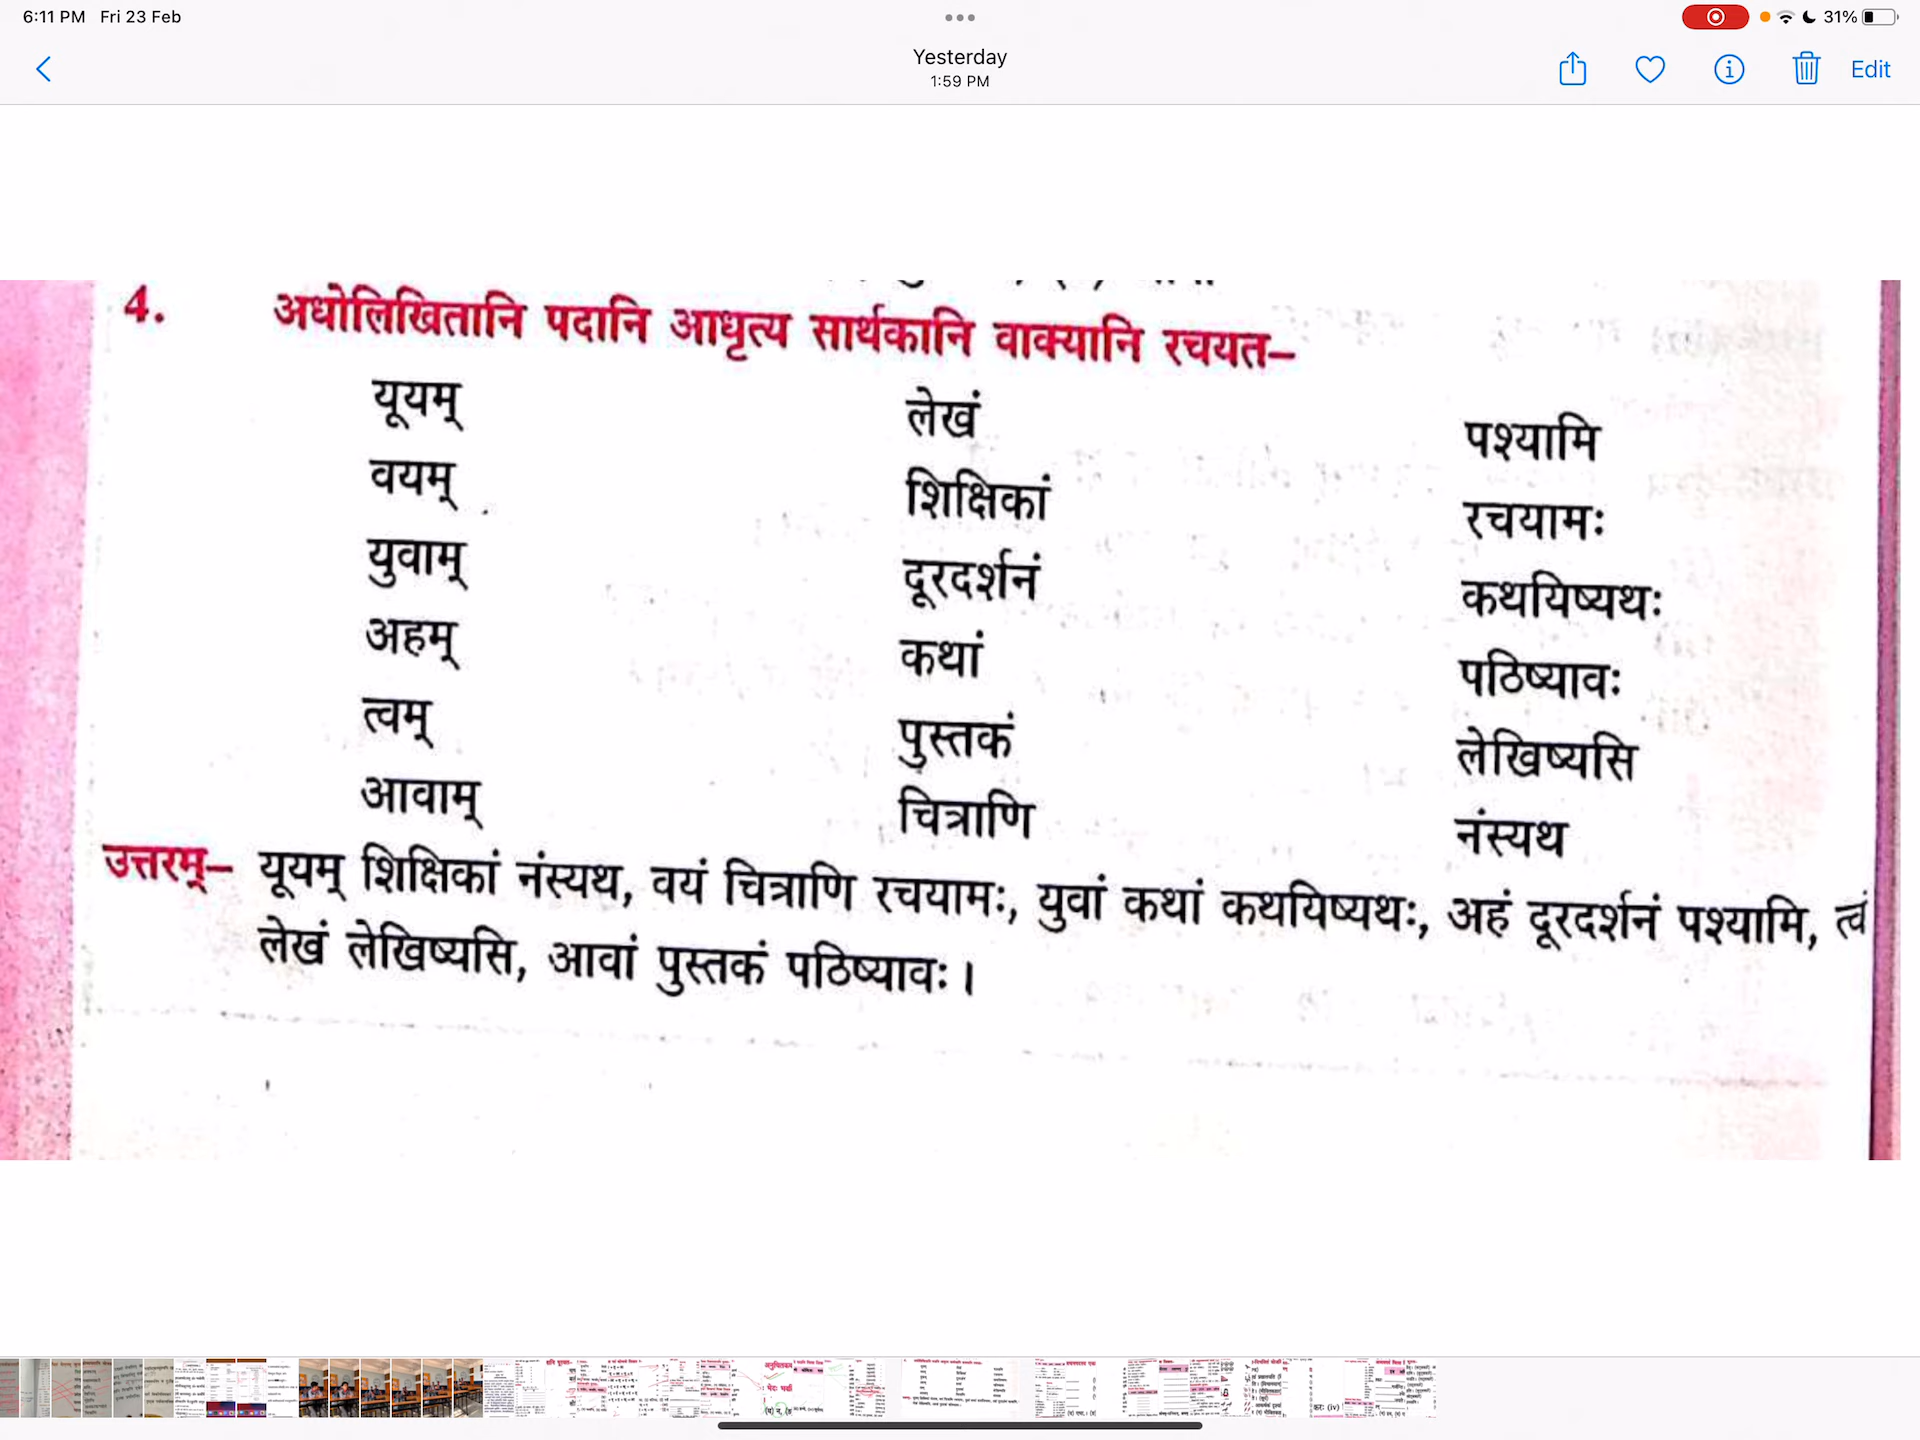 6:11 PM Fri 23 Feb
31%
Yesterday
1:59 PM
Edit
4. अधोलिखितानि पदानि आधृत्य सार्थकानि वाक्यानि रचयत–
यूयम् लेखं पश्यामि
वयम् शिक्षिकां रचयामः
युवाम् दूरदर्शनं कथयिष्यथः
अहम् कथां पठिष्यावः
त्वम् पुस्तकं लेखिष्यसि
आवाम् चित्राणि नंस्यथ
उत्तरम्– यूयम् शिक्षिकां नंस्यथ, वयं चित्राणि रचयामः, युवां कथां कथयिष्यथः, अहं दूरदर्शनं पश्यामि, त्वं
लेखं लेखिष्यसि, आवां पुस्तकं पठिष्यावः।